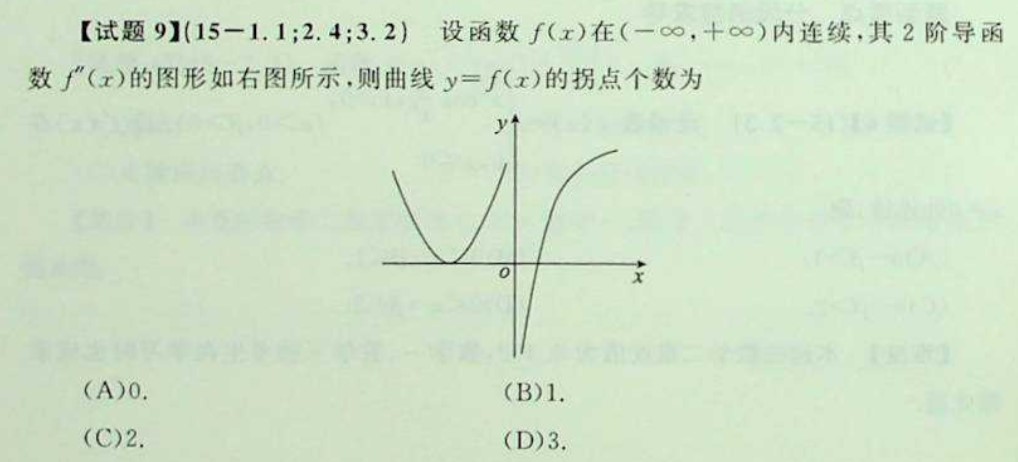 【试题 9】(15-1.1;2.4;3.2) 设函数 f(x)在(-∞,+∞)内连续,其 2 阶导函
数 f″(x)的图形如右图所示,则曲线 y=f(x)的拐点个数为
y
O
x
(A)0. (B)1.
(C)2. (D)3.